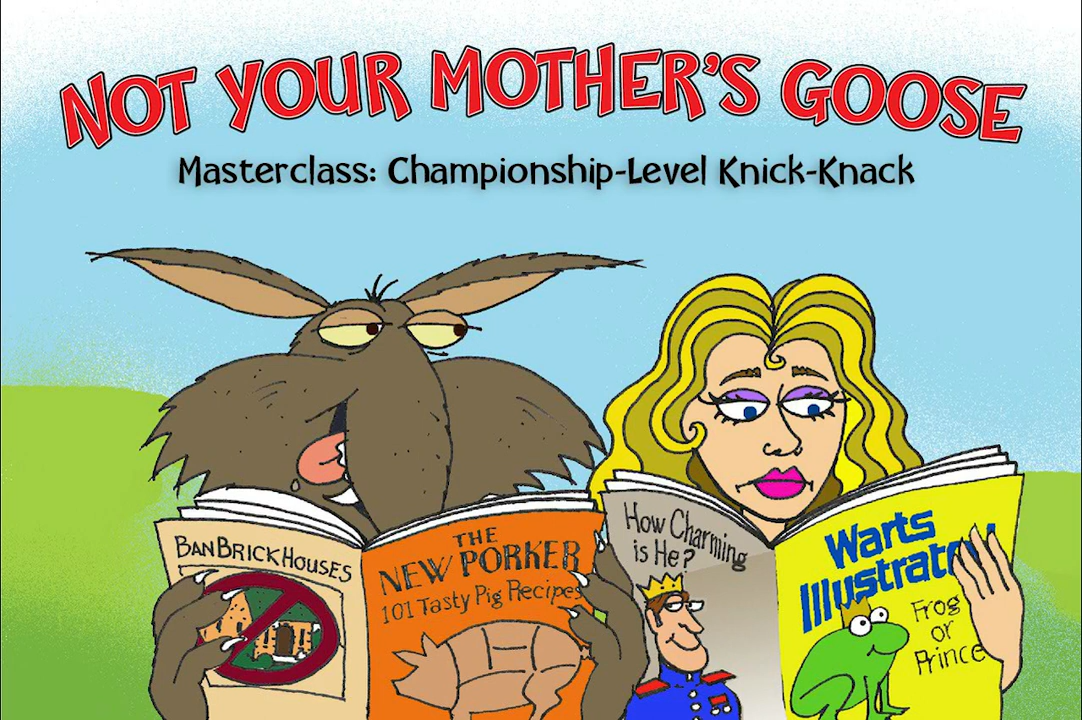 NOT YOUR MOTHER'S GOOSE
Masterclass: Championship-Level Knick-Knack
BAN BRICK HOUSES
THE
NEW PORKER
101 Tasty Pig Recipes
How Charming
is He?
Warts
Illustrat
Frog
or
Prince